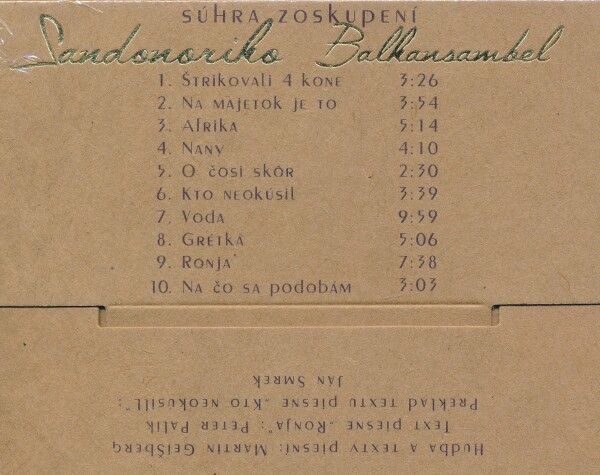 SÚHRA ZOSKUPENÍ
Sandonoriko Balkansambel
1. Štrikovali 4 kone 3:26
2. Na majetok je to 3:54
3. Afrika 5:14
4. Nany 4:10
5. O čosi skôr 2:30
6. Kto neokúsil 3:39
7. Voda 9:59
8. Grétka 5:06
9. Ronja 7:38
10. Na čo sa podobám 3:03
Hudba a texty piesní: Martin Geišberg
Text piesne „Ronja": Peter Palik
Preklad textu piesne „Kto neokúsil":
Ján Smrek